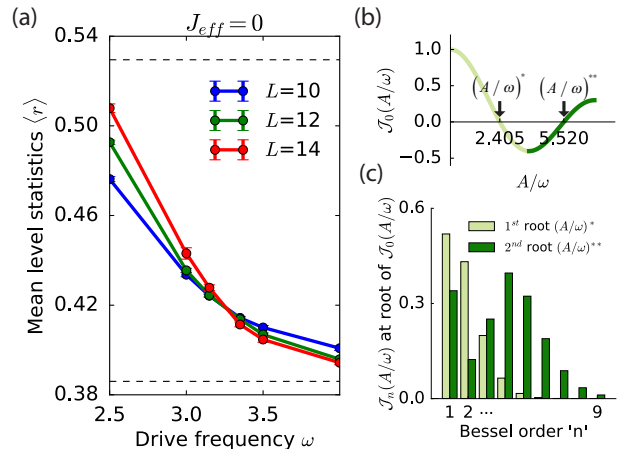 (a)
J_eff = 0
0.54
0.50
0.46
0.42
0.38
Mean level statistics ⟨r⟩
L=10
L=12
L=14
2.5 3.0 3.5
Drive frequency ω
(b)
1.0
0.5
0.0
−0.5
𝒥₀(A/ω)
(A/ω)* (A/ω)**
2.405 5.520
A/ω
(c)
0.6
0.3
0.0
𝒥ₙ(A/ω) at root of 𝒥₀(A/ω)
1st root (A/ω)*
2nd root (A/ω)**
1 2 ... 9
Bessel order 'n'